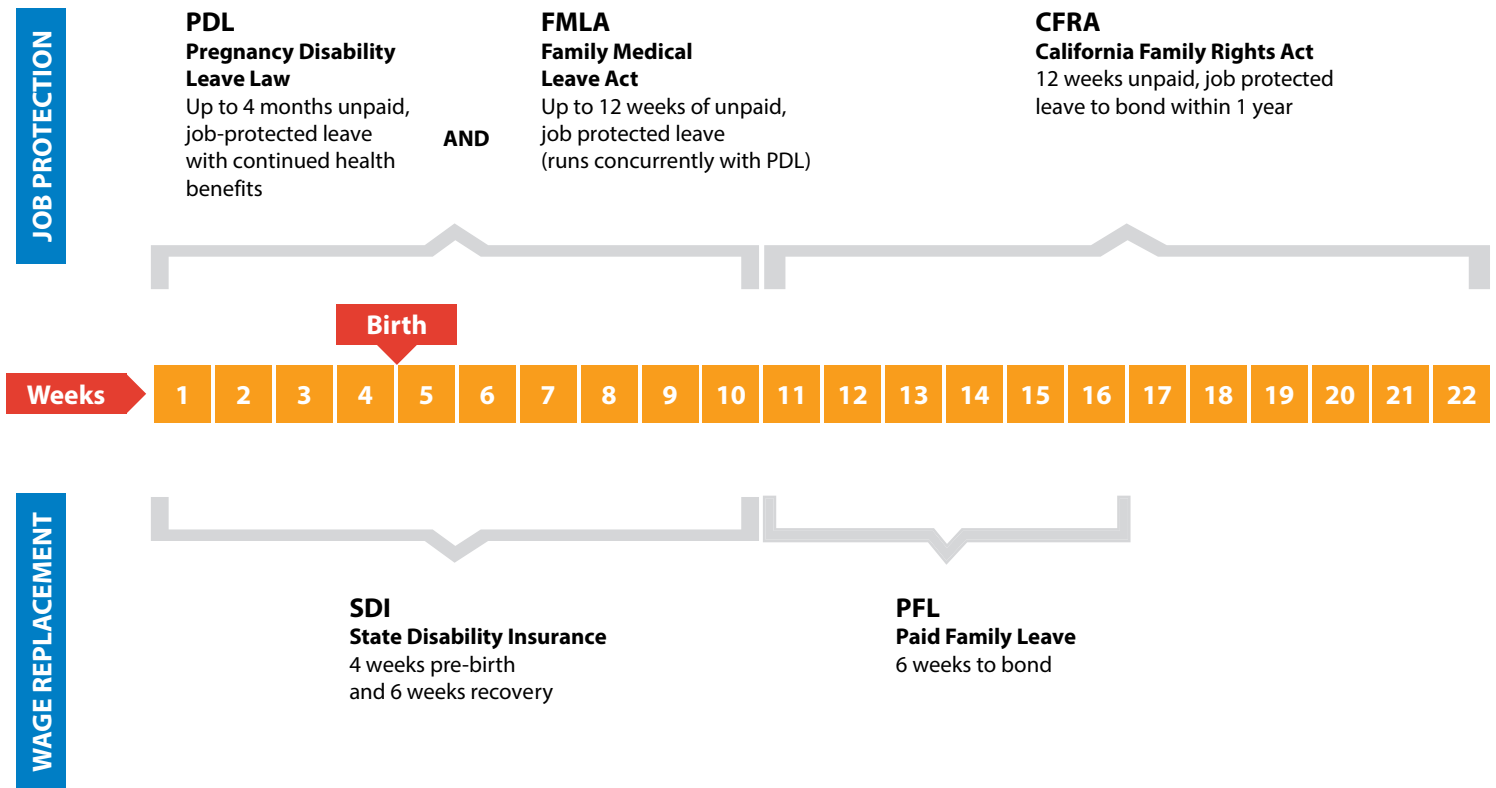 JOB PROTECTION
PDL
Pregnancy Disability
Leave Law
Up to 4 months unpaid,
job-protected leave
with continued health
benefits
AND
FMLA
Family Medical
Leave Act
Up to 12 weeks of unpaid,
job protected leave
(runs concurrently with PDL)
CFRA
California Family Rights Act
12 weeks unpaid, job protected
leave to bond within 1 year
Birth
Weeks 1 2 3 4 5 6 7 8 9 10 11 12 13 14 15 16 17 18 19 20 21 22
WAGE REPLACEMENT
SDI
State Disability Insurance
4 weeks pre-birth
and 6 weeks recovery
PFL
Paid Family Leave
6 weeks to bond